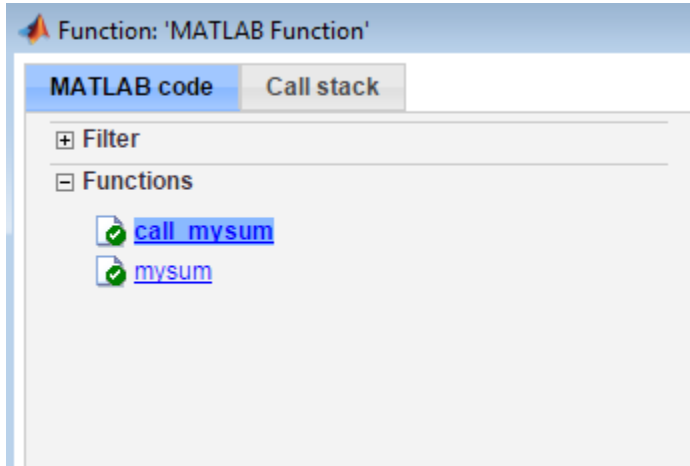 Function: 'MATLAB Function'
MATLAB code Call stack
Filter
Functions
call_mysum
mysum